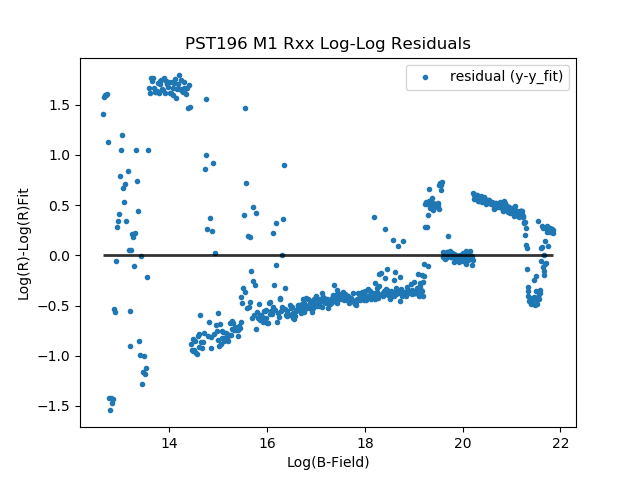 PST196 M1 Rxx Log-Log Residuals
residual (y-y_fit)
Log(R)-Log(R)Fit
1.5
1.0
0.5
0.0
−0.5
−1.0
−1.5
14 16 18 20 22
Log(B-Field)